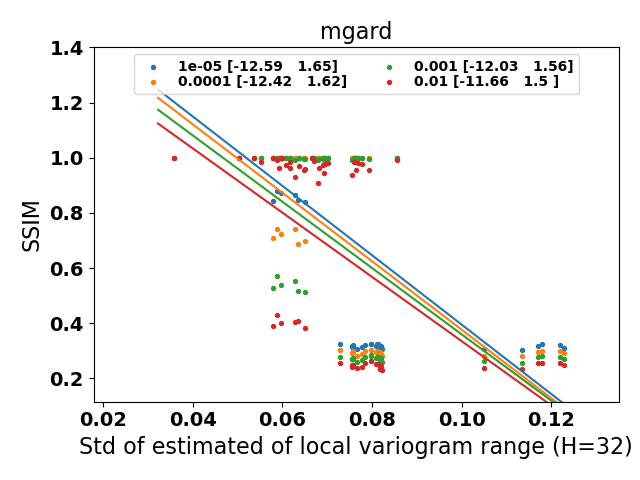 mgard
1e-05 [-12.59 1.65]
0.0001 [-12.42 1.62]
0.001 [-12.03 1.56]
0.01 [-11.66 1.5 ]
SSIM
1.4
1.2
1.0
0.8
0.6
0.4
0.2
0.02 0.04 0.06 0.08 0.10 0.12
Std of estimated of local variogram range (H=32)